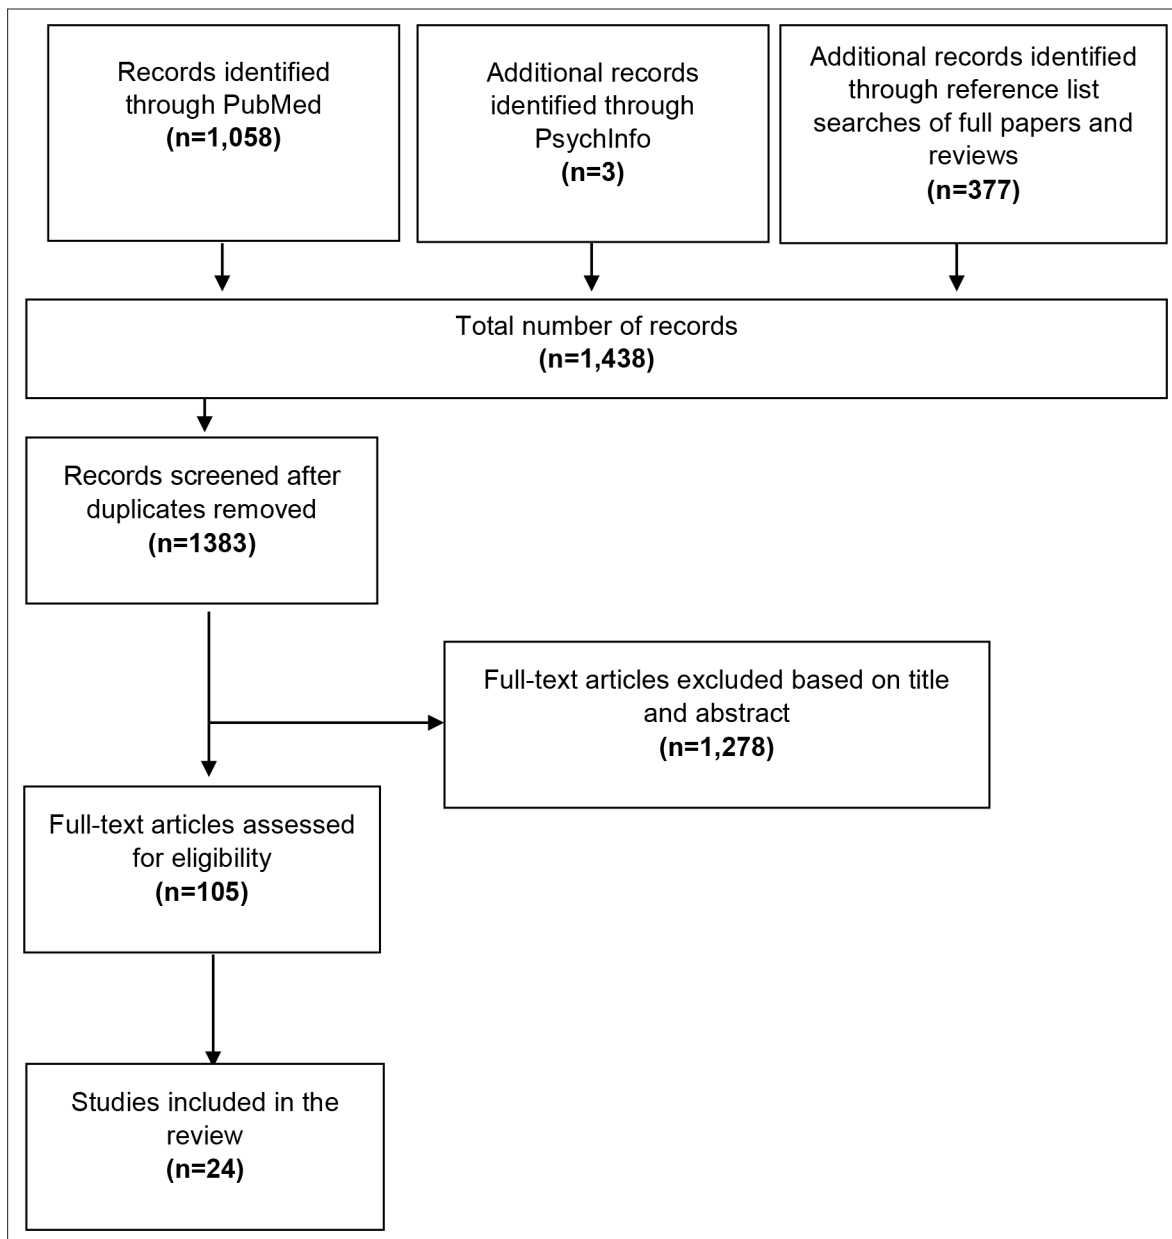 Records identified
through PubMed
(n=1,058)
Additional records
identified through
PsychInfo
(n=3)
Additional records identified
through reference list
searches of full papers and
reviews
(n=377)
Total number of records
(n=1,438)
Records screened after
duplicates removed
(n=1383)
Full-text articles excluded based on title
and abstract
(n=1,278)
Full-text articles assessed
for eligibility
(n=105)
Studies included in the
review
(n=24)